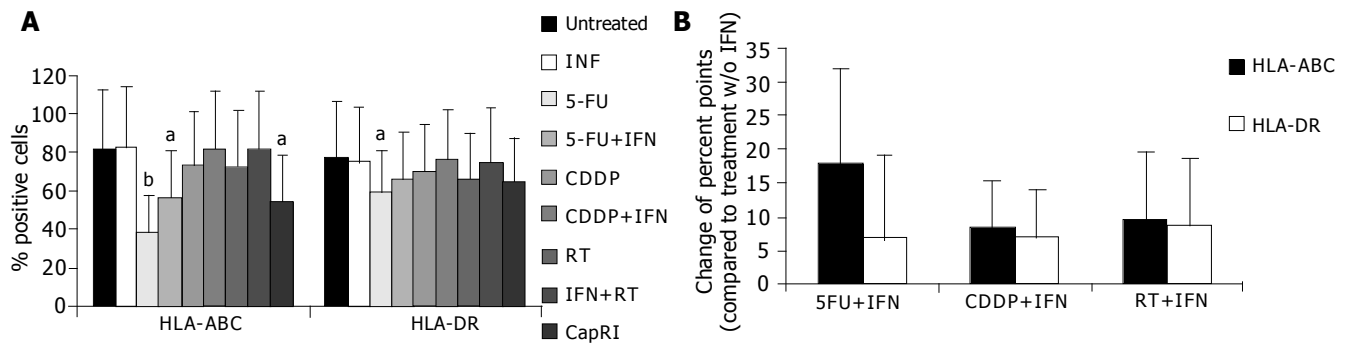 A
120
100
80
60
40
20
0
% positive cells
b
a
a
a
HLA-ABC
HLA-DR
Untreated
INF
5-FU
5-FU+IFN
CDDP
CDDP+IFN
RT
IFN+RT
CapRI
B
Change of percent points
(compared to treatment w/o IFN)
35
30
25
20
15
10
5
0
5FU+IFN
CDDP+IFN
RT+IFN
HLA-ABC
HLA-DR